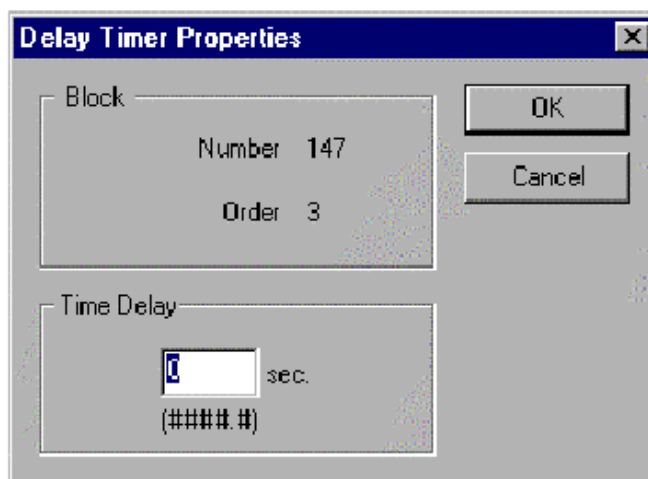 Delay Timer Properties
Block
Number 147
Order 3
OK
Cancel
Time Delay
0 sec.
(####.#)